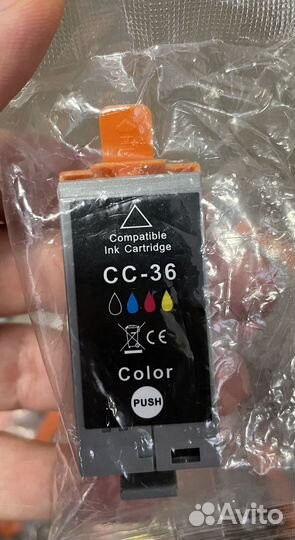 Compatible
Ink Cartridge
CC-36
CE
Color
PUSH
Avito